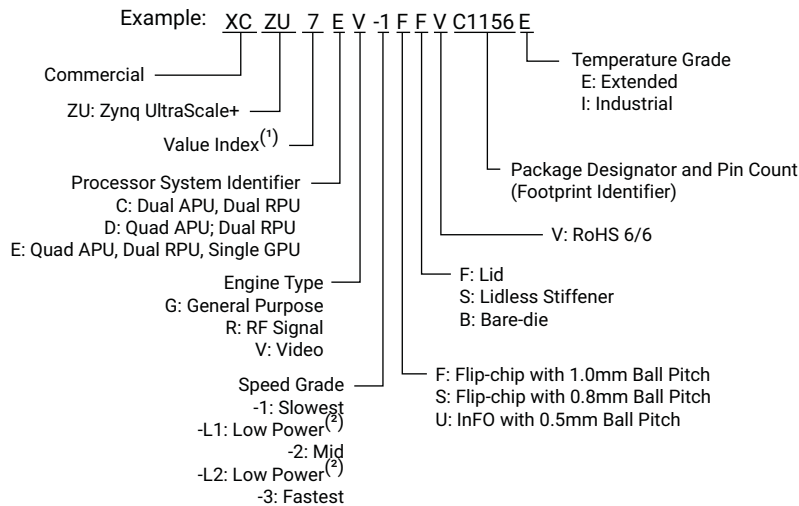 Example: XC ZU 7 E V -1 F F V C1156 E
Commercial
ZU: Zynq UltraScale+
Value Index(1)
Processor System Identifier
C: Dual APU, Dual RPU
D: Quad APU; Dual RPU
E: Quad APU, Dual RPU, Single GPU
Engine Type
G: General Purpose
R: RF Signal
V: Video
Speed Grade
-1: Slowest
-L1: Low Power(2)
-2: Mid
-L2: Low Power(2)
-3: Fastest
Temperature Grade
E: Extended
I: Industrial
Package Designator and Pin Count
(Footprint Identifier)
V: RoHS 6/6
F: Lid
S: Lidless Stiffener
B: Bare-die
F: Flip-chip with 1.0mm Ball Pitch
S: Flip-chip with 0.8mm Ball Pitch
U: InFO with 0.5mm Ball Pitch